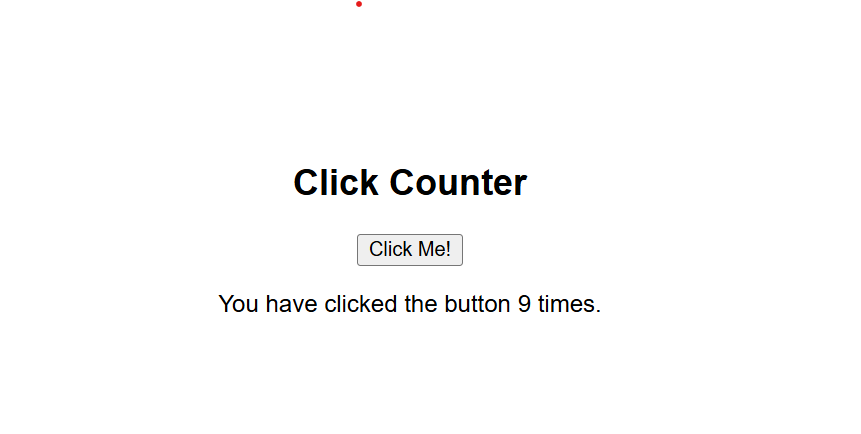 Click Counter
Click Me!
You have clicked the button 9 times.